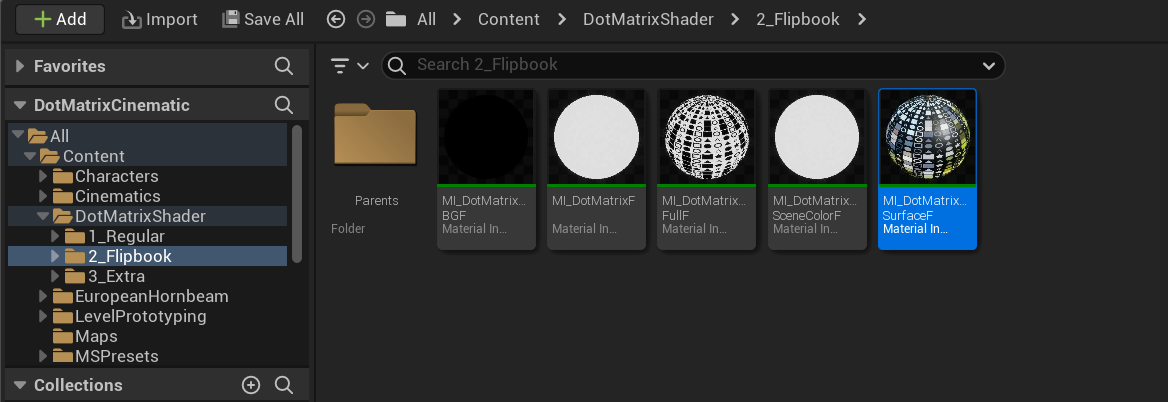 Add Import Save All All Content DotMatrixShader 2_Flipbook
Favorites
Search 2_Flipbook
DotMatrixCinematic
All
Content
Characters
Cinematics
DotMatrixShader
1_Regular
2_Flipbook
3_Extra
EuropeanHornbeam
LevelPrototyping
Maps
MSPresets
Collections
Parents
Folder
MI_DotMatrix...
BGF
Material In...
MI_DotMatrixF
Material In...
MI_DotMatrix...
FullF
Material In...
MI_DotMatrix...
SceneColorF
Material In...
MI_DotMatrix...
SurfaceF
Material In...